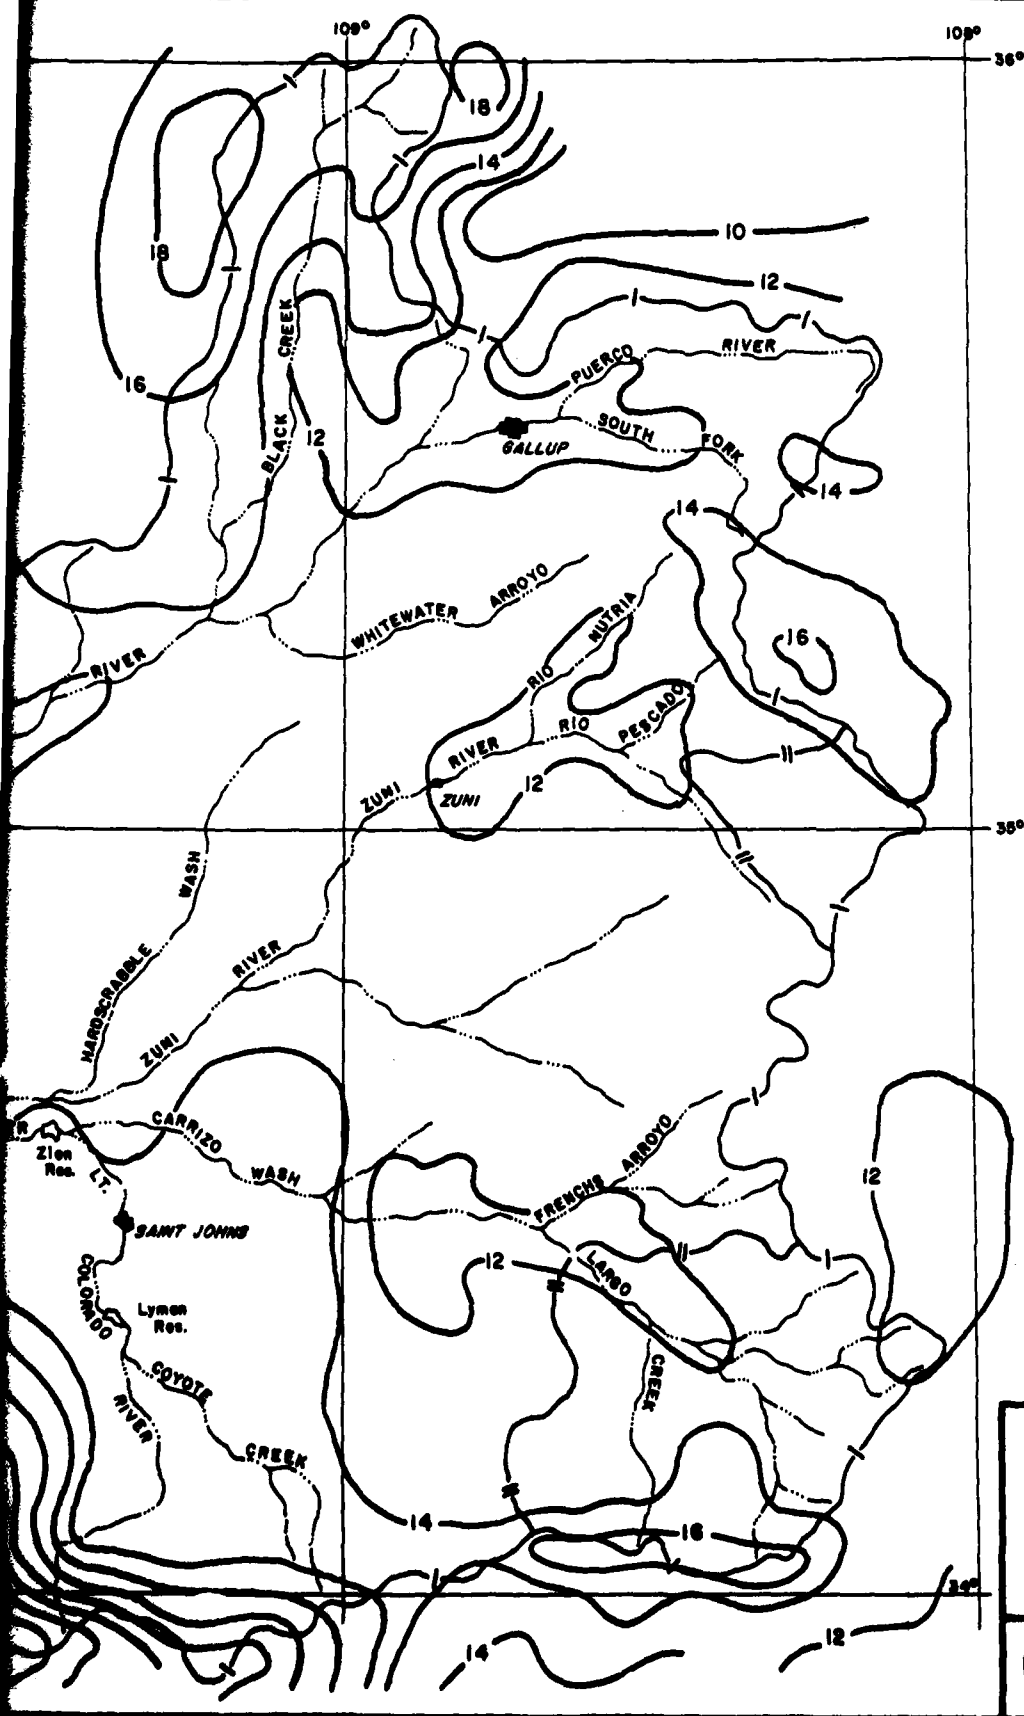 109°
108°
36°
18
14
18
10
12
CREEK
RIVER
PUERCO
16
BLACK
12
GALLUP
SOUTH
FORK
14
14
WHITEWATER
ARROYO
NUTRIA
16
RIVER
RIO
RIO
PESCADO
RIVER
12
ZUNI
ZUNI
35°
WASH
HARDSCRABBLE
RIVER
ZUNI
CARRIZO
Zion
Res.
WASH
ARROYO
FRENCHS
12
LT.
SAINT JOHNS
12
LARGO
COLORADO
Lyman
Res.
COYOTE
CREEK
RIVER
CREEK
14
16
34°
14
12